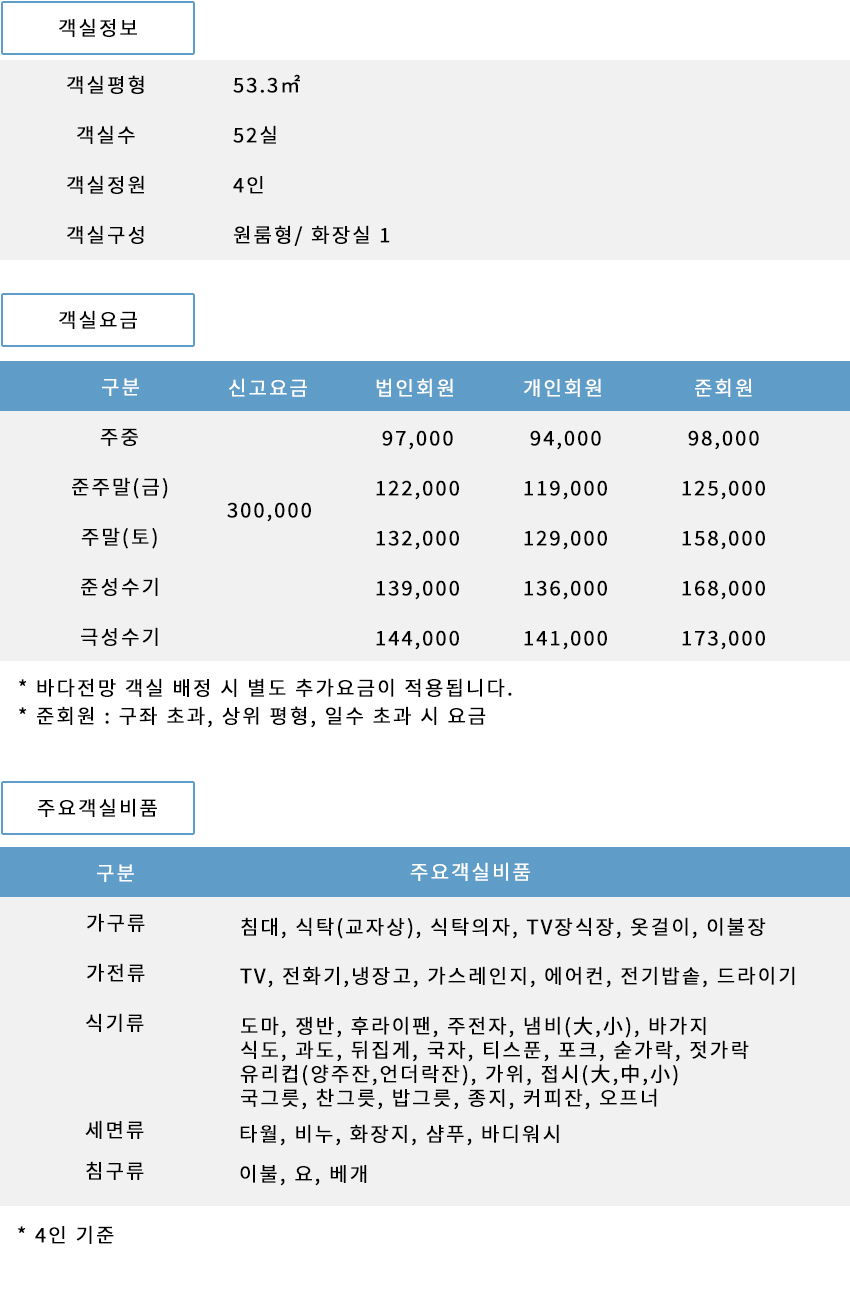 객실정보
객실평형 53.3㎡
객실수 52실
객실정원 4인
객실구성 원룸형/ 화장실 1
객실요금
구분 신고요금 법인회원 개인회원 준회원
주중 97,000 94,000 98,000
준주말(금) 122,000 119,000 125,000
300,000
주말(토) 132,000 129,000 158,000
준성수기 139,000 136,000 168,000
극성수기 144,000 141,000 173,000
* 바다전망 객실 배정 시 별도 추가요금이 적용됩니다.
* 준회원 : 구좌 초과, 상위 평형, 일수 초과 시 요금
주요객실비품
구분 주요객실비품
가구류 침대, 식탁(교자상), 식탁의자, TV장식장, 옷걸이, 이불장
가전류 TV, 전화기,냉장고, 가스레인지, 에어컨, 전기밥솥, 드라이기
식기류 도마, 쟁반, 후라이팬, 주전자, 냄비(大,小), 바가지
식도, 과도, 뒤집게, 국자, 티스푼, 포크, 숟가락, 젓가락
유리컵(양주잔,언더락잔), 가위, 접시(大,中,小)
국그릇, 찬그릇, 밥그릇, 종지, 커피잔, 오프너
세면류 타월, 비누, 화장지, 샴푸, 바디워시
침구류 이불, 요, 베개
* 4인 기준